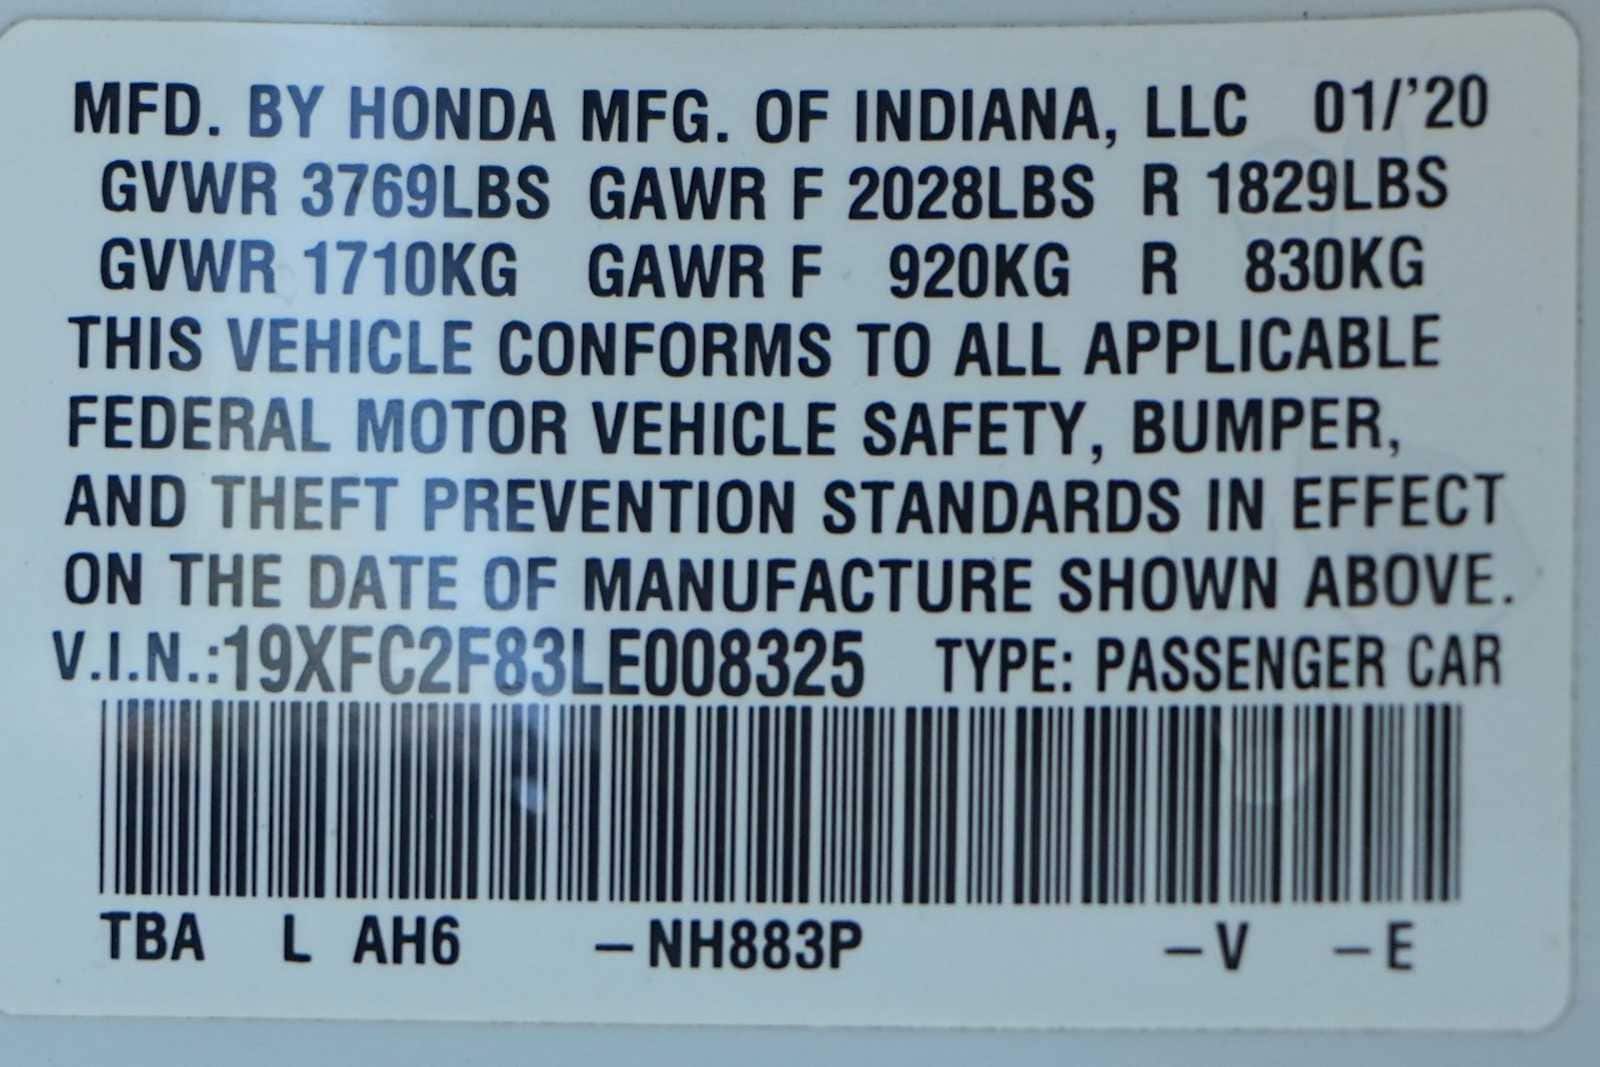 MFD. BY HONDA MFG. OF INDIANA, LLC 01/'20
GVWR 3769LBS GAWR F 2028LBS R 1829LBS
GVWR 1710KG GAWR F 920KG R 830KG
THIS VEHICLE CONFORMS TO ALL APPLICABLE
FEDERAL MOTOR VEHICLE SAFETY, BUMPER,
AND THEFT PREVENTION STANDARDS IN EFFECT
ON THE DATE OF MANUFACTURE SHOWN ABOVE.
V.I.N.:19XFC2F83LE008325 TYPE: PASSENGER CAR
TBA L AH6 –NH883P –V –E